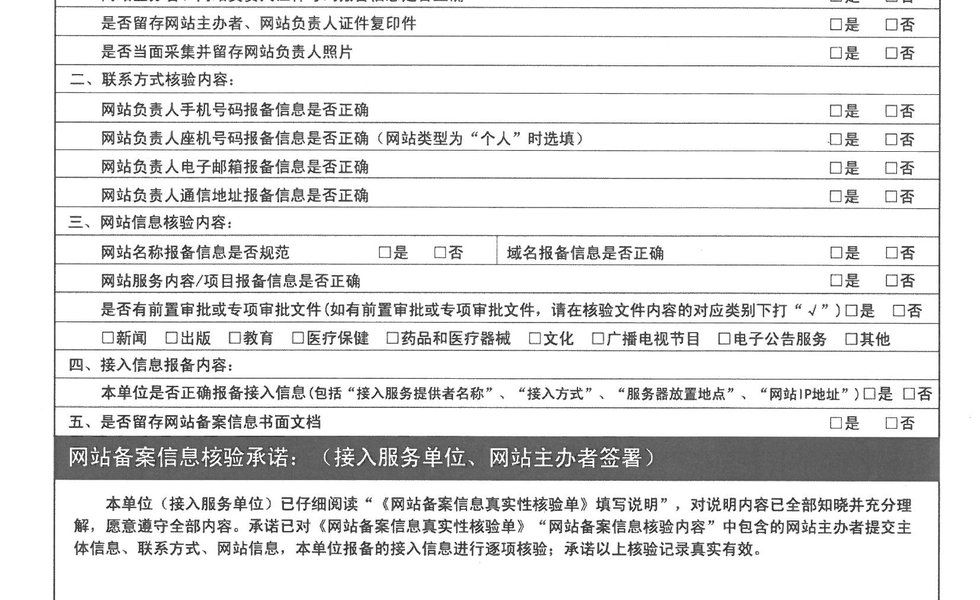 是否留存网站主办者、网站负责人证件复印件 □是 □否
是否当面采集并留存网站负责人照片 □是 □否
二、联系方式核验内容：
网站负责人手机号码报备信息是否正确 □是 □否
网站负责人座机号码报备信息是否正确（网站类型为“个人”时选填） □是 □否
网站负责人电子邮箱报备信息是否正确 □是 □否
网站负责人通信地址报备信息是否正确 □是 □否
三、网站信息核验内容：
网站名称报备信息是否规范 □是 □否 域名报备信息是否正确 □是 □否
网站服务内容/项目报备信息是否正确 □是 □否
是否有前置审批或专项审批文件(如有前置审批或专项审批文件，请在核验文件内容的对应类别下打“√”)□是 □否
□新闻 □出版 □教育 □医疗保健 □药品和医疗器械 □文化 □广播电视节目 □电子公告服务 □其他
四、接入信息报备内容：
本单位是否正确报备接入信息(包括“接入服务提供者名称”、“接入方式”、“服务器放置地点”、“网站IP地址”)□是 □否
五、是否留存网站备案信息书面文档 □是 □否
网站备案信息核验承诺：（接入服务单位、网站主办者签署）
本单位（接入服务单位）已仔细阅读“《网站备案信息真实性核验单》填写说明”，对说明内容已全部知晓并充分理
解，愿意遵守全部内容。承诺已对《网站备案信息真实性核验单》“网站备案信息核验内容”中包含的网站主办者提交主
体信息、联系方式、网站信息，本单位报备的接入信息进行逐项核验；承诺以上核验记录真实有效。